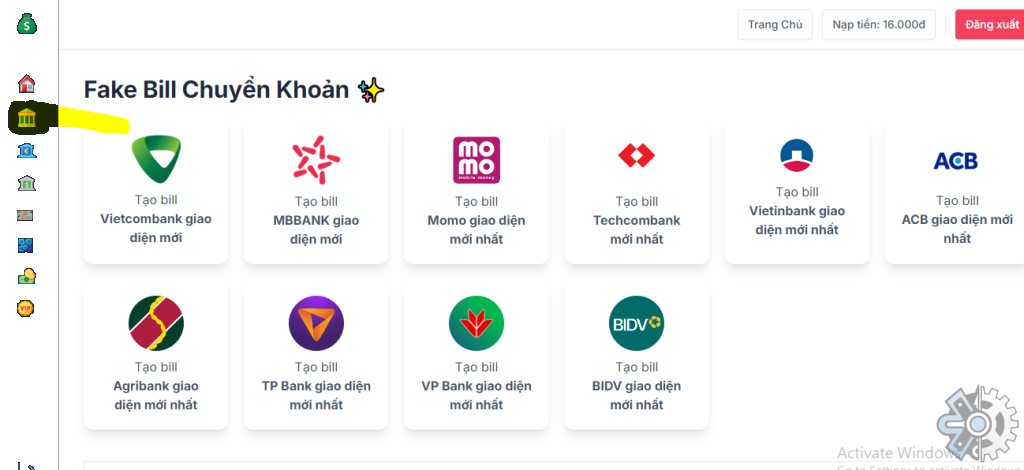 Trang Chủ
Nạp tiền: 16.000đ
Đăng xuất
Fake Bill Chuyển Khoản
Tạo bill
Vietcombank giao
diện mới
Tạo bill
MBBANK giao
diện mới
mo
mo
mobile money
Tạo bill
Momo giao diện
mới nhất
Tạo bill
Techcombank
mới nhất
Tạo bill
Vietinbank giao
diện mới nhất
ACB
Tạo bill
ACB giao diện mới
nhất
Tạo bill
Agribank giao
diện mới nhất
Tạo bill
TP Bank giao diện
mới nhất
Tạo bill
VP Bank giao diện
mới nhất
BIDV
Tạo bill
BIDV giao diện
mới nhất
VIP
Activate Windows
Go to Settings to activate Windows